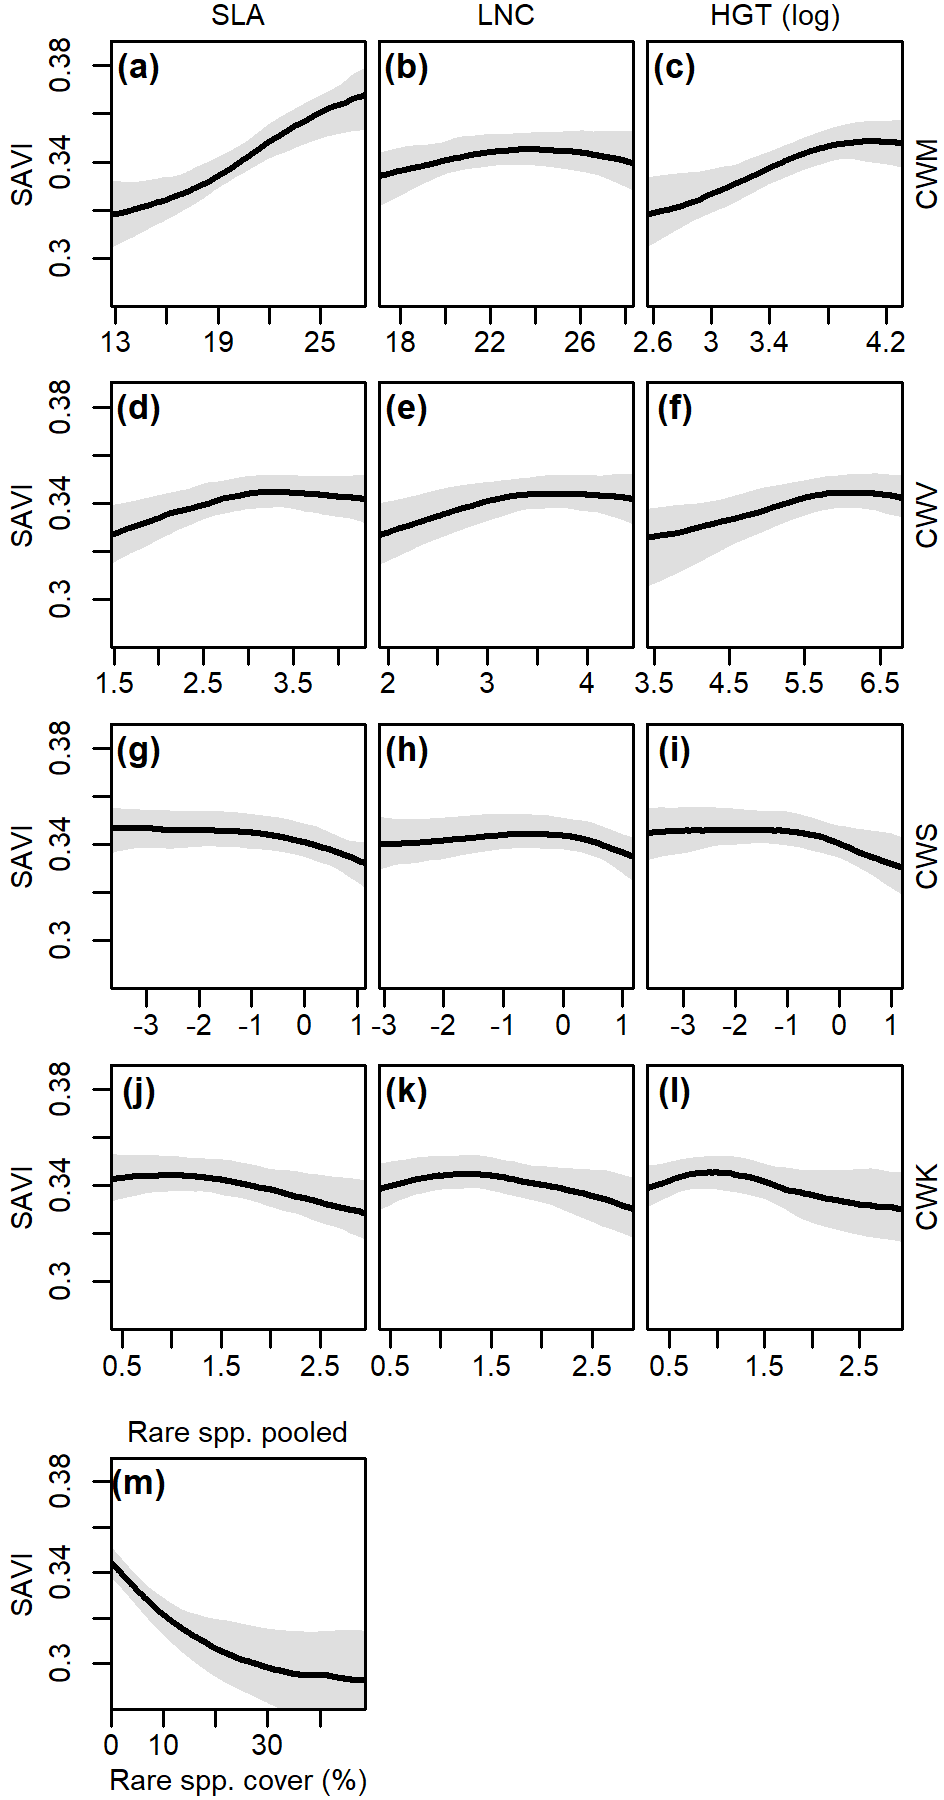 SLA LNC HGT (log)
(a) (b) (c)
SAVI 0.3 0.34 0.38 CWM
13 19 25 18 22 26 2.6 3 3.4 4.2
(d) (e) (f)
SAVI 0.3 0.34 0.38 CWV
1.5 2.5 3.5 2 3 4 3.5 4.5 5.5 6.5
(g) (h) (i)
SAVI 0.3 0.34 0.38 CWS
-3 -2 -1 0 1 -3 -2 -1 0 1 -3 -2 -1 0 1
(j) (k) (l)
SAVI 0.3 0.34 0.38 CWK
0.5 1.5 2.5 0.5 1.5 2.5 0.5 1.5 2.5
Rare spp. pooled
(m)
SAVI 0.3 0.34 0.38
0 10 30
Rare spp. cover (%)